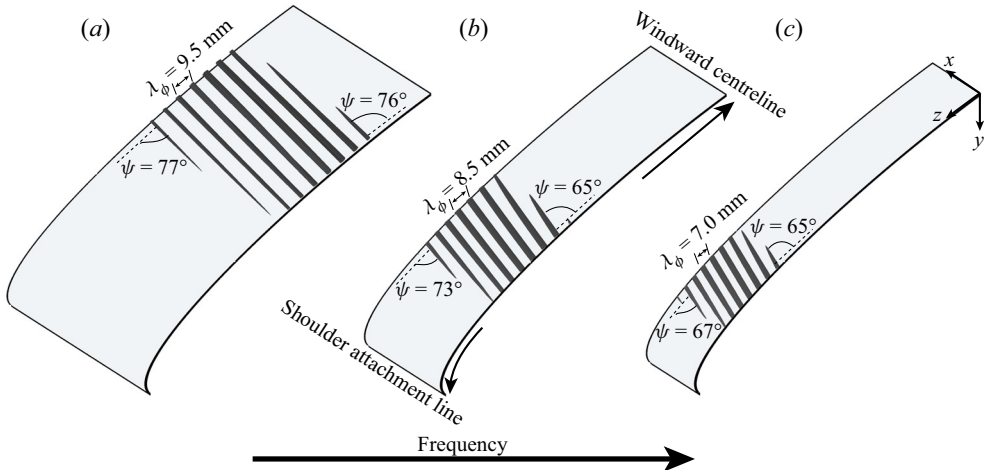 (a)
λϕ = 9.5 mm
ψ = 76°
ψ = 77°
(b)
Windward centreline
λϕ = 8.5 mm
ψ = 65°
ψ = 73°
Shoulder attachment line
(c)
x
z
y
λϕ = 7.0 mm
ψ = 65°
ψ = 67°
Frequency